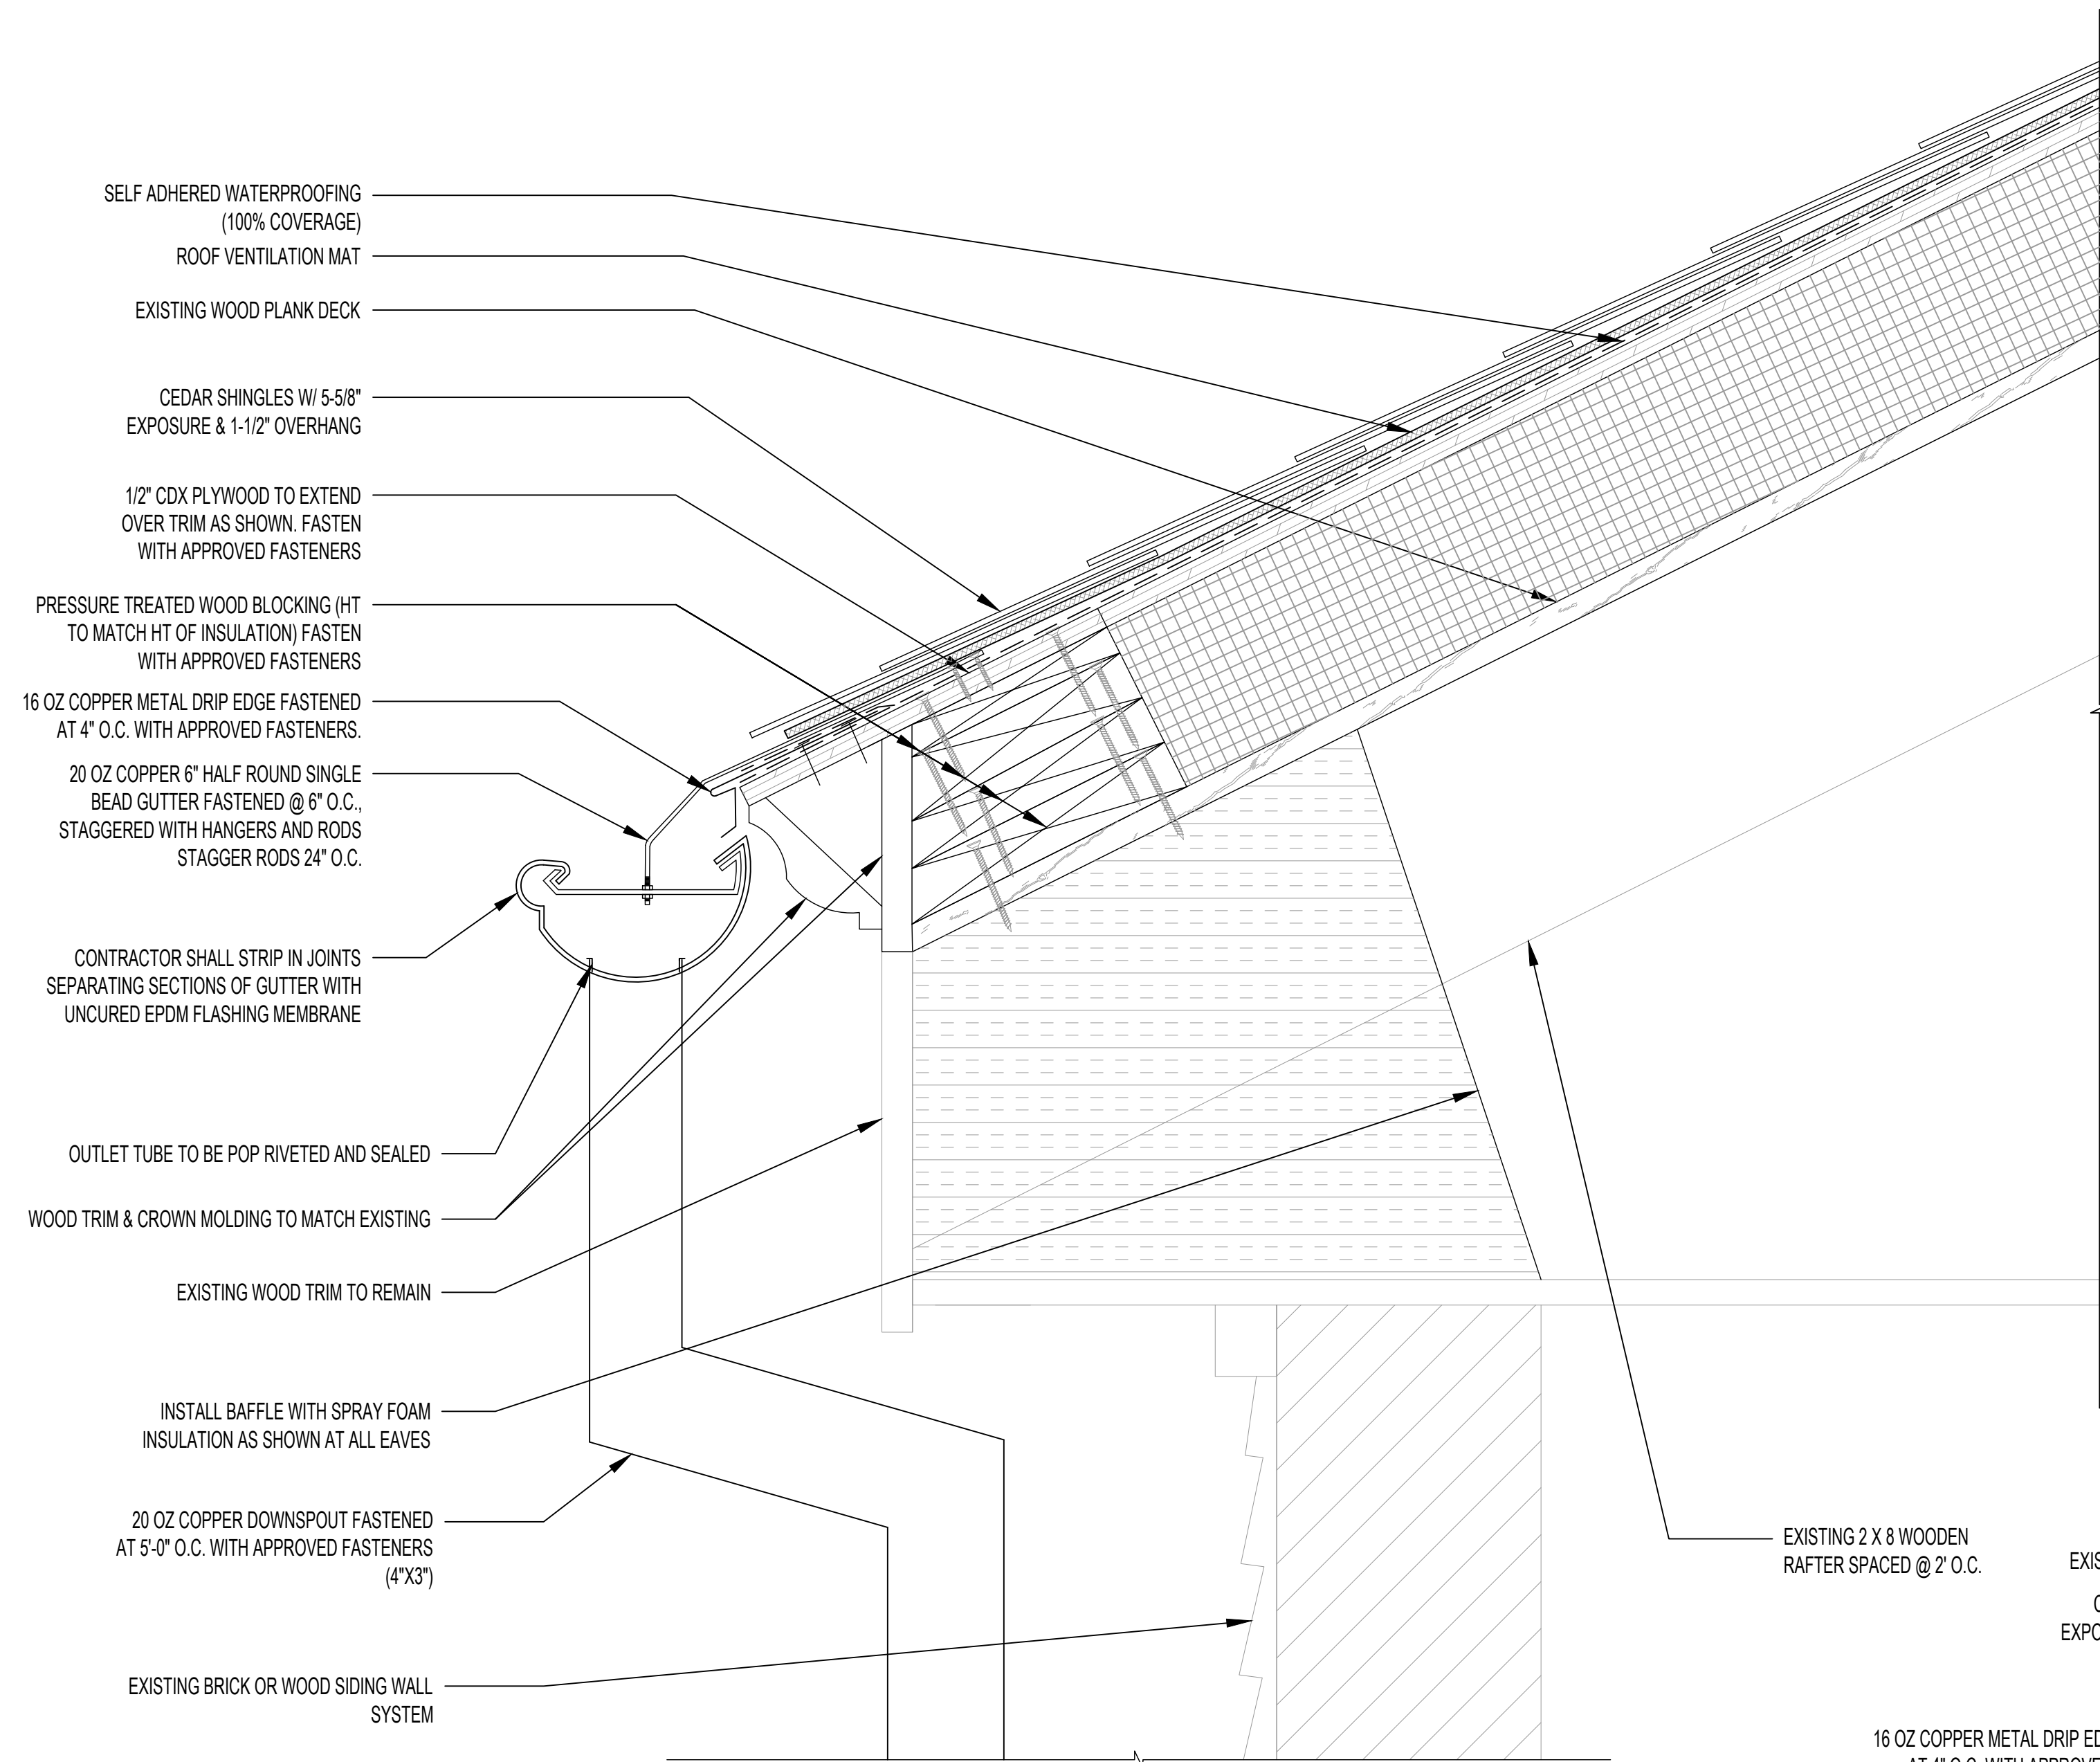 SELF ADHERED WATERPROOFING
(100% COVERAGE)
ROOF VENTILATION MAT
EXISTING WOOD PLANK DECK
CEDAR SHINGLES W/ 5-5/8"
EXPOSURE & 1-1/2" OVERHANG
1/2" CDX PLYWOOD TO EXTEND
OVER TRIM AS SHOWN. FASTEN
WITH APPROVED FASTENERS
PRESSURE TREATED WOOD BLOCKING (HT
TO MATCH HT OF INSULATION) FASTEN
WITH APPROVED FASTENERS
16 OZ COPPER METAL DRIP EDGE FASTENED
AT 4" O.C. WITH APPROVED FASTENERS.
20 OZ COPPER 6" HALF ROUND SINGLE
BEAD GUTTER FASTENED @ 6" O.C.,
STAGGERED WITH HANGERS AND RODS
STAGGER RODS 24" O.C.
CONTRACTOR SHALL STRIP IN JOINTS
SEPARATING SECTIONS OF GUTTER WITH
UNCURED EPDM FLASHING MEMBRANE
OUTLET TUBE TO BE POP RIVETED AND SEALED
WOOD TRIM & CROWN MOLDING TO MATCH EXISTING
EXISTING WOOD TRIM TO REMAIN
INSTALL BAFFLE WITH SPRAY FOAM
INSULATION AS SHOWN AT ALL EAVES
20 OZ COPPER DOWNSPOUT FASTENED
AT 5'-0" O.C. WITH APPROVED FASTENERS
(4"X3")
EXISTING BRICK OR WOOD SIDING WALL
SYSTEM
EXISTING 2 X 8 WOODEN
RAFTER SPACED @ 2' O.C.
16 OZ COPPER METAL DRIP
AT 4" O.C. WITH